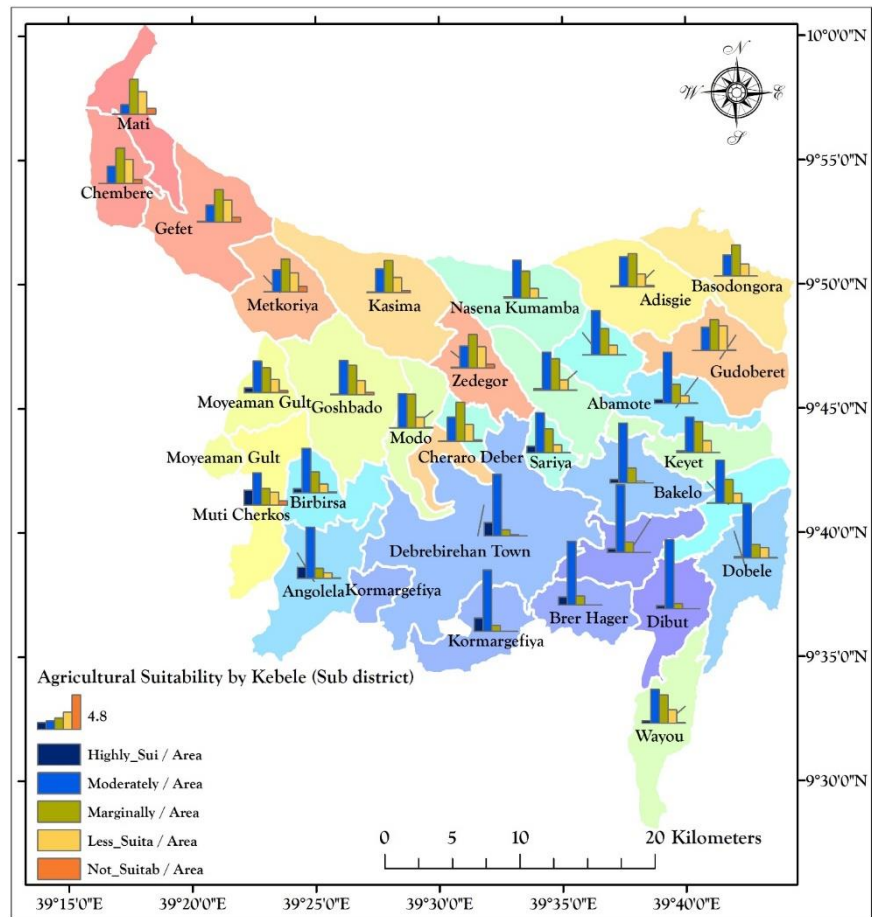 10°0'0"N
N
W
E
S
Mati
9°55'0"N
Chembere
Gefet
9°50'0"N
Metkoriya
Kasima
Nasena Kumamba
Adisgie
Basodongora
Zedegor
Gudoberet
Moyeaman Gult
Goshbado
Abamote
9°45'0"N
Modo
Cheraro Deber
Sariya
Keyet
Moyeaman Gult
Birbirsa
Bakelo
Muti Cherkos
9°40'0"N
Debrebirehan Town
Dobele
Angolela
Kormargefiya
Kormargefiya
Brer Hager
Dibut
9°35'0"N
Agricultural Suitability by Kebele (Sub district)
4.8
Wayou
Highly_Sui / Area
Moderately / Area
9°30'0"N
Marginally / Area
Less_Suita / Area
Not_Suitab / Area
0 5 10 20 Kilometers
39°15'0"E 39°20'0"E 39°25'0"E 39°30'0"E 39°35'0"E 39°40'0"E